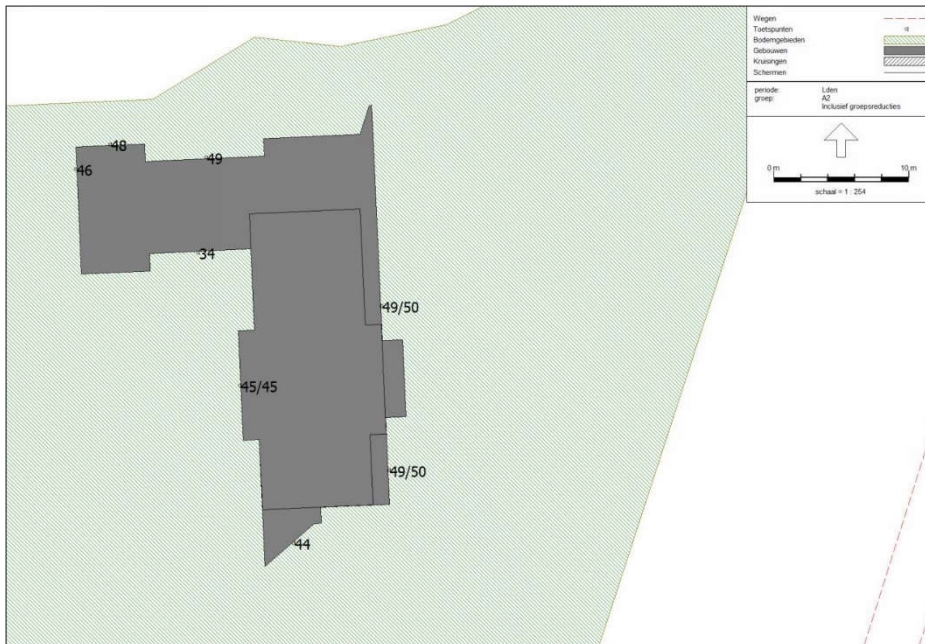 Wegen
Toetspunten
Bodemgebieden
Gebouwen
Kruisingen
Schermen
periode: Lden
groep: A2
Inclusief groepsreducties
0 m 10 m
schaal = 1 : 254
48
46
49
34
49/50
45/45
49/50
44